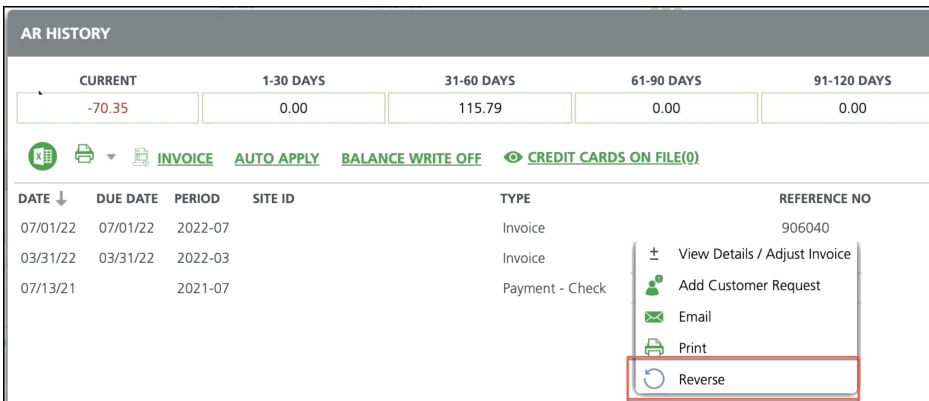 AR HISTORY
CURRENT 1-30 DAYS 31-60 DAYS 61-90 DAYS 91-120 DAYS
-70.35 0.00 115.79 0.00 0.00
INVOICE AUTO APPLY BALANCE WRITE OFF CREDIT CARDS ON FILE(0)
DATE DUE DATE PERIOD SITE ID TYPE REFERENCE NO
07/01/22 07/01/22 2022-07 Invoice 906040
03/31/22 03/31/22 2022-03 Invoice
View Details / Adjust Invoice
07/13/21 2021-07 Payment - Check
Add Customer Request
Email
Print
Reverse